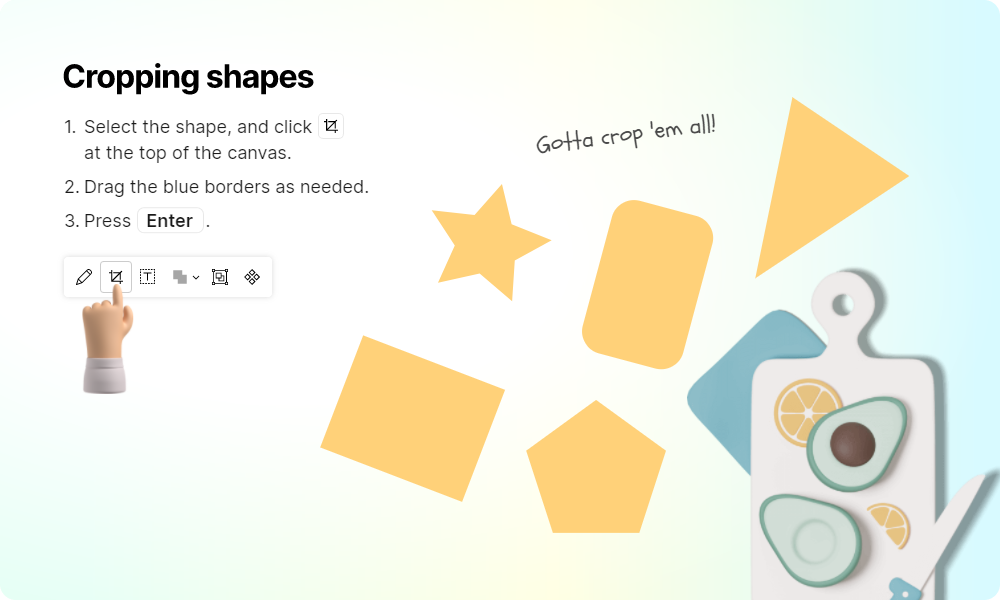 Cropping shapes
1. Select the shape, and click
at the top of the canvas.
2. Drag the blue borders as needed.
3. Press Enter .
T
Gotta crop 'em all!